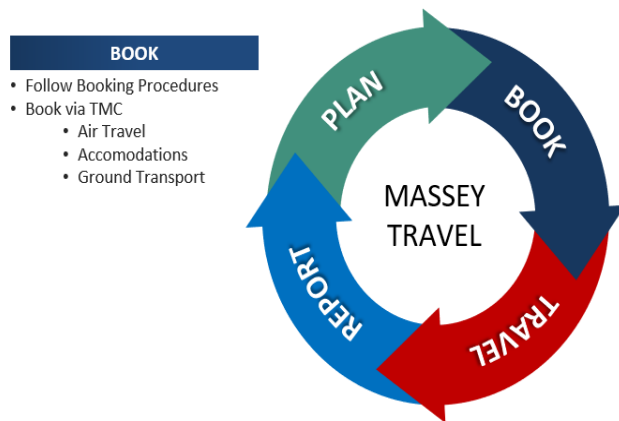 BOOK
• Follow Booking Procedures
• Book via TMC
• Air Travel
• Accomodations
• Ground Transport
PLAN
BOOK
MASSEY
TRAVEL
REPORT
TRAVEL